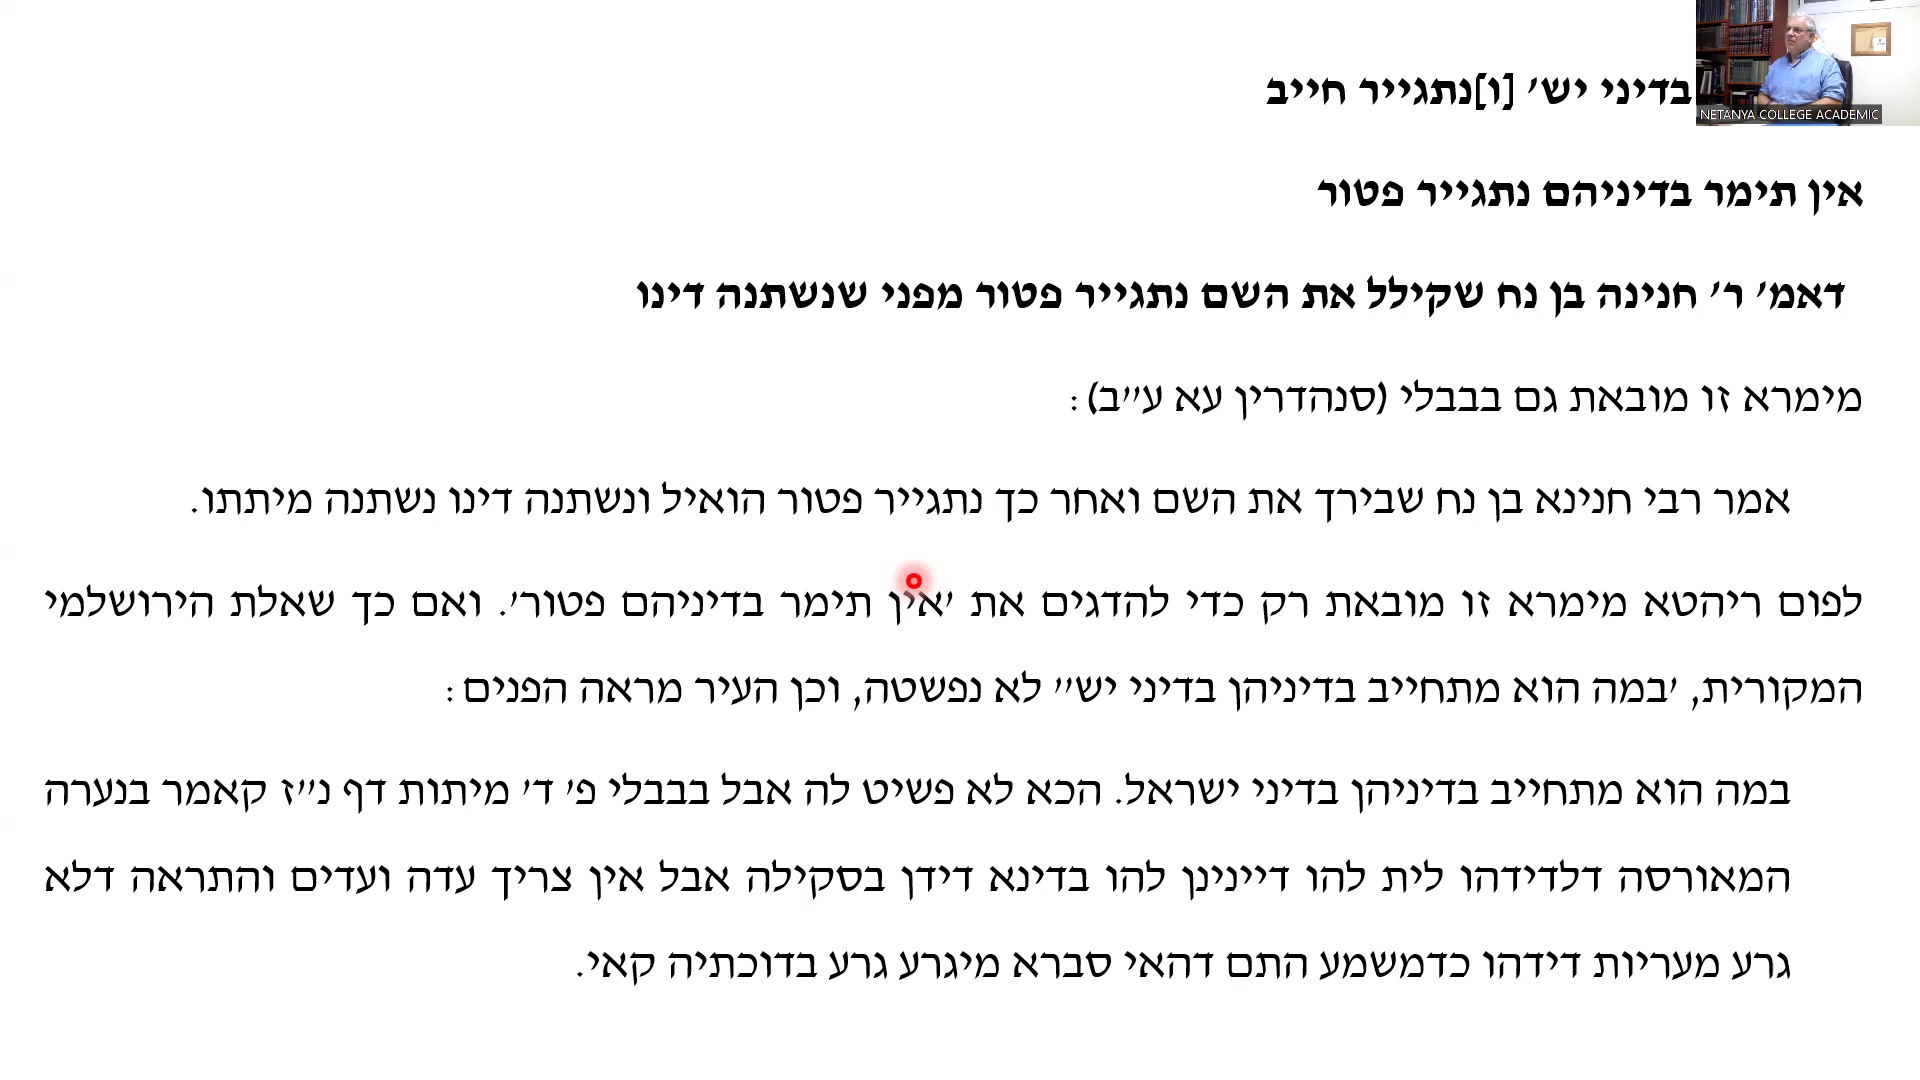 בדיני יש' [ו]נתגייר חייב
NETANYA COLLEGE ACADEMIC
אין תימר בדיניהם נתגייר פטור
דאמ' ר' חנינה בן נח שקילל את השם נתגייר פטור מפני שנשתנה דינו
מימרא זו מובאת גם בבבלי (סנהדרין עא ע"ב):
אמר רבי חנינא בן נח שבירך את השם ואחר כך נתגייר פטור הואיל ונשתנה דינו נשתנה מיתתו.
לפום ריהטא מימרא זו מובאת רק כדי להדגים את 'אין תימר בדיניהם פטור'. ואם כך שאלת הירושלמי
המקורית, 'במה הוא מתחייב בדיניהן בדיני יש'' לא נפשטה, וכן העיר מראה הפנים:
במה הוא מתחייב בדיניהן בדיני ישראל. הכא לא פשיט לה אבל בבבלי פ' ד' מיתות דף נ"ז קאמר בנערה
המאורסה דלדידהו לית להו דיינינן להו בדינא דידן בסקילה אבל אין צריך עדה ועדים והתראה דלא
גרע מעריות דידהו כדמשמע התם דהאי סברא מיגרע גרע בדוכתיה קאי.